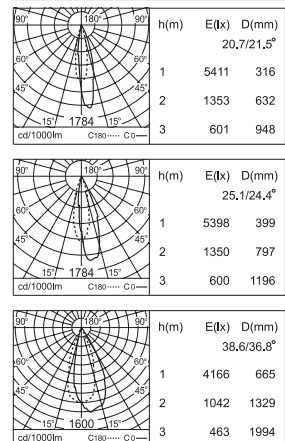 90° 180° 90° h(m) E(lx) D(mm)
20.7/21.5°
60° 60°
1 5411 316
45° 45°
2 1353 632
15° 1784 15°
3 601 948
cd/1000lm C180 ····· C 0 —
90° 180° 90° h(m) E(lx) D(mm)
25.1/24.4°
60° 60°
1 5398 399
45° 45°
2 1350 797
15° 1784 15°
3 600 1196
cd/1000lm C180 ····· C 0 —
90° 180° 90° h(m) E(lx) D(mm)
38.6/36.8°
60° 60°
1 4166 665
45° 45°
2 1042 1329
15° 1600 15°
3 463 1994
cd/1000lm C180 ····· C 0 —